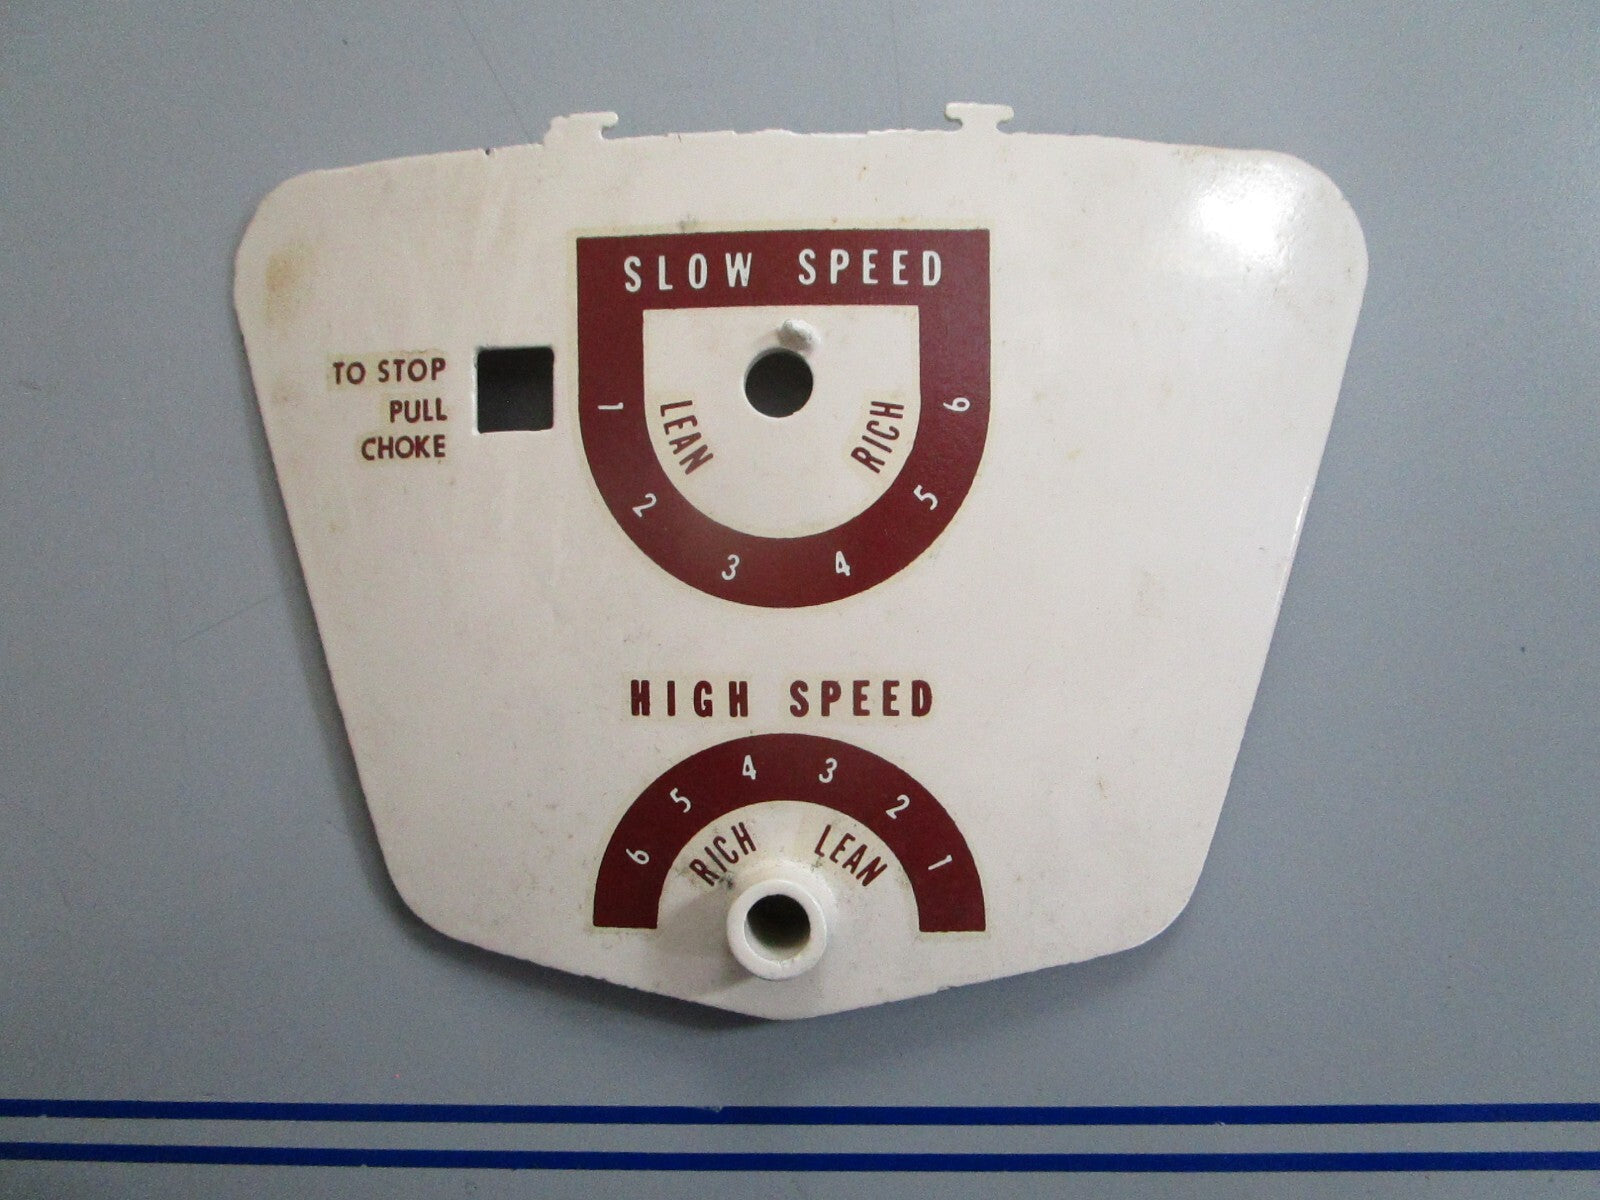 SLOW SPEED
TO STOP
PULL
CHOKE
LEAN
RICH
1
2
3
4
5
6
HIGH SPEED
6
5
4
3
2
1
RICH
LEAN